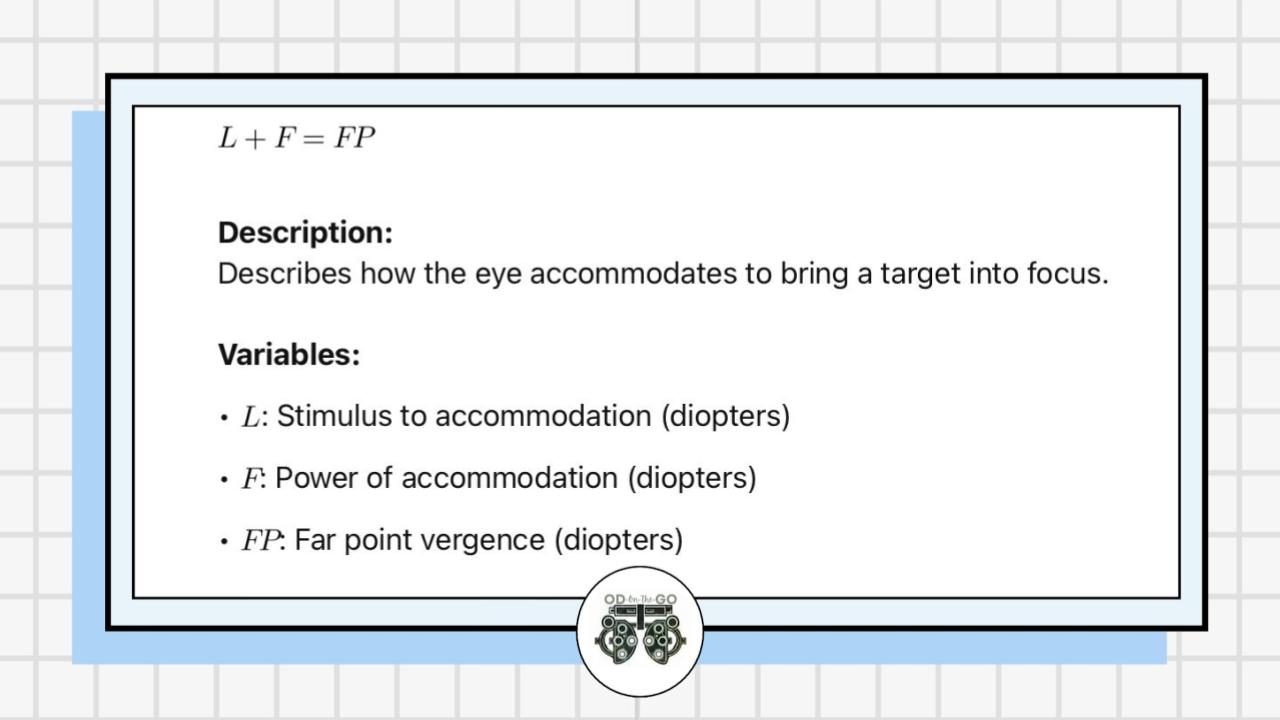 L + F = FP
Description:
Describes how the eye accommodates to bring a target into focus.
Variables:
• L: Stimulus to accommodation (diopters)
• F: Power of accommodation (diopters)
• FP: Far point vergence (diopters)
OD-On-The-GO